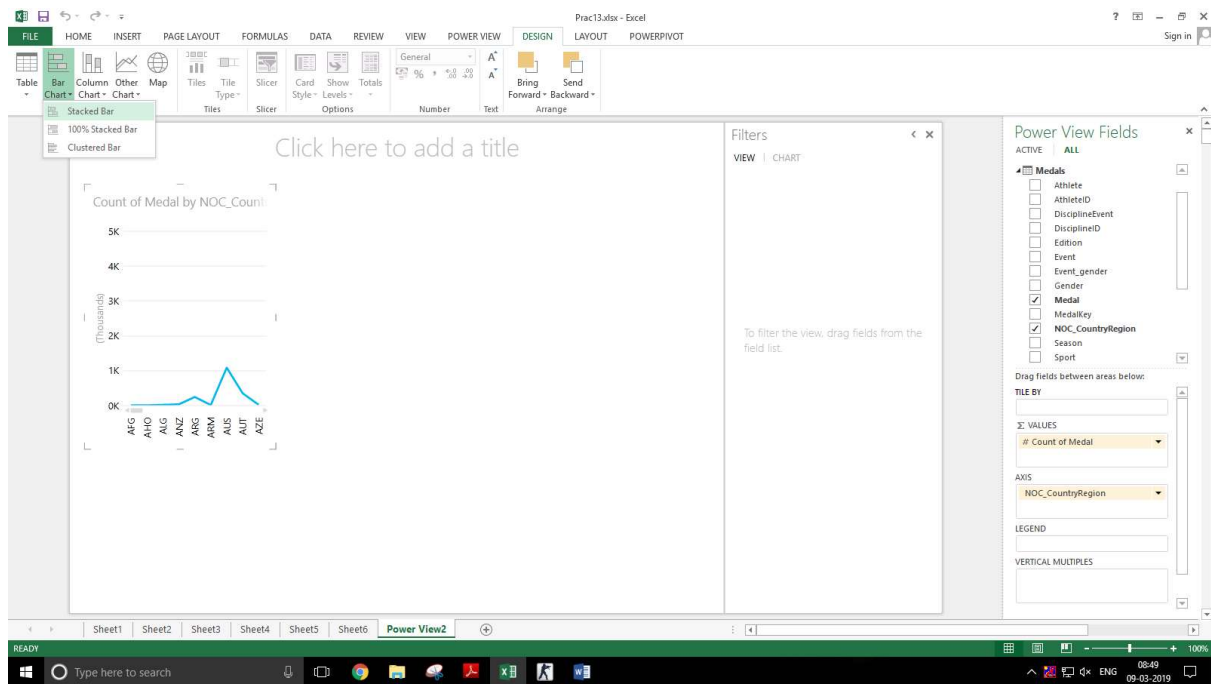 Prac13.xlsx - Excel
FILE HOME INSERT PAGE LAYOUT FORMULAS DATA REVIEW VIEW POWER VIEW DESIGN LAYOUT POWERPIVOT Sign in
Table Bar Chart Column Chart Other Chart Map Tiles Tile Type Slicer Card Style Show Levels Totals General % Bring Forward Send Backward
Tiles Slicer Options Number Text Arrange
Stacked Bar
100% Stacked Bar
Clustered Bar
Click here to add a title
Count of Medal by NOC_Count
5K
4K
3K
2K
1K
0K
(Thousands)
AFG AHO ALG ANZ ARG ARM AUS AUT AZE
Filters
VIEW | CHART
To filter the view, drag fields from the
field list.
Power View Fields
ACTIVE ALL
Medals
Athlete
AthleteID
DisciplineEvent
DisciplineID
Edition
Event
Event_gender
Gender
Medal
MedalKey
NOC_CountryRegion
Season
Sport
Drag fields between areas below:
TILE BY
Σ VALUES
# Count of Medal
AXIS
NOC_CountryRegion
LEGEND
VERTICAL MULTIPLES
Sheet1 Sheet2 Sheet3 Sheet4 Sheet5 Sheet6 Power View2
READY 100%
Type here to search ENG 08:49
09-03-2019